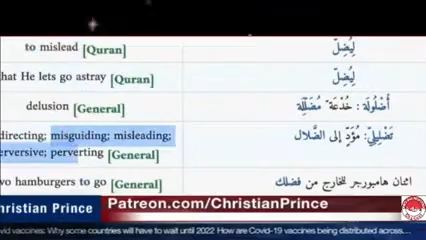 to mislead [Quran] لِيُضِلّ
hat He lets go astray [Quran] لِيُضِلّ
delusion [General] أُضْلُولَة : خُدْعَة مُضَلِّلَة
directing; misguiding; misleading; تَضْلِيلِيّ: مُؤَدٍّ إلى الضَّلال
erversive; perverting [General]
wo hamburgers to go [General] اثنان هامبورجر للخارج من فضلك
hristian Prince Patreon.com/ChristianPrince
vid vaccines: Why some countries will have to wait until 2022 How are Covid-19 vaccines being distributed across...